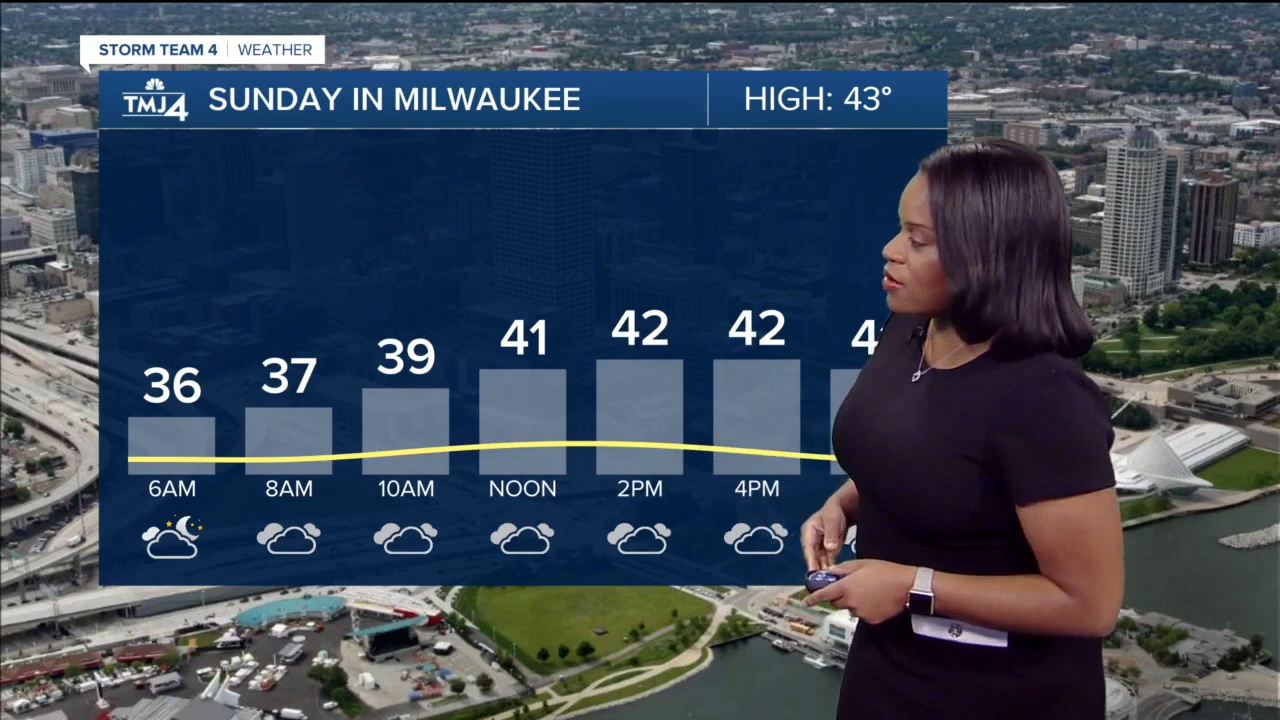 STORM TEAM 4 | WEATHER
TMJ4 SUNDAY IN MILWAUKEE HIGH: 43°
36 37 39 41 42 42
6AM 8AM 10AM NOON 2PM 4PM